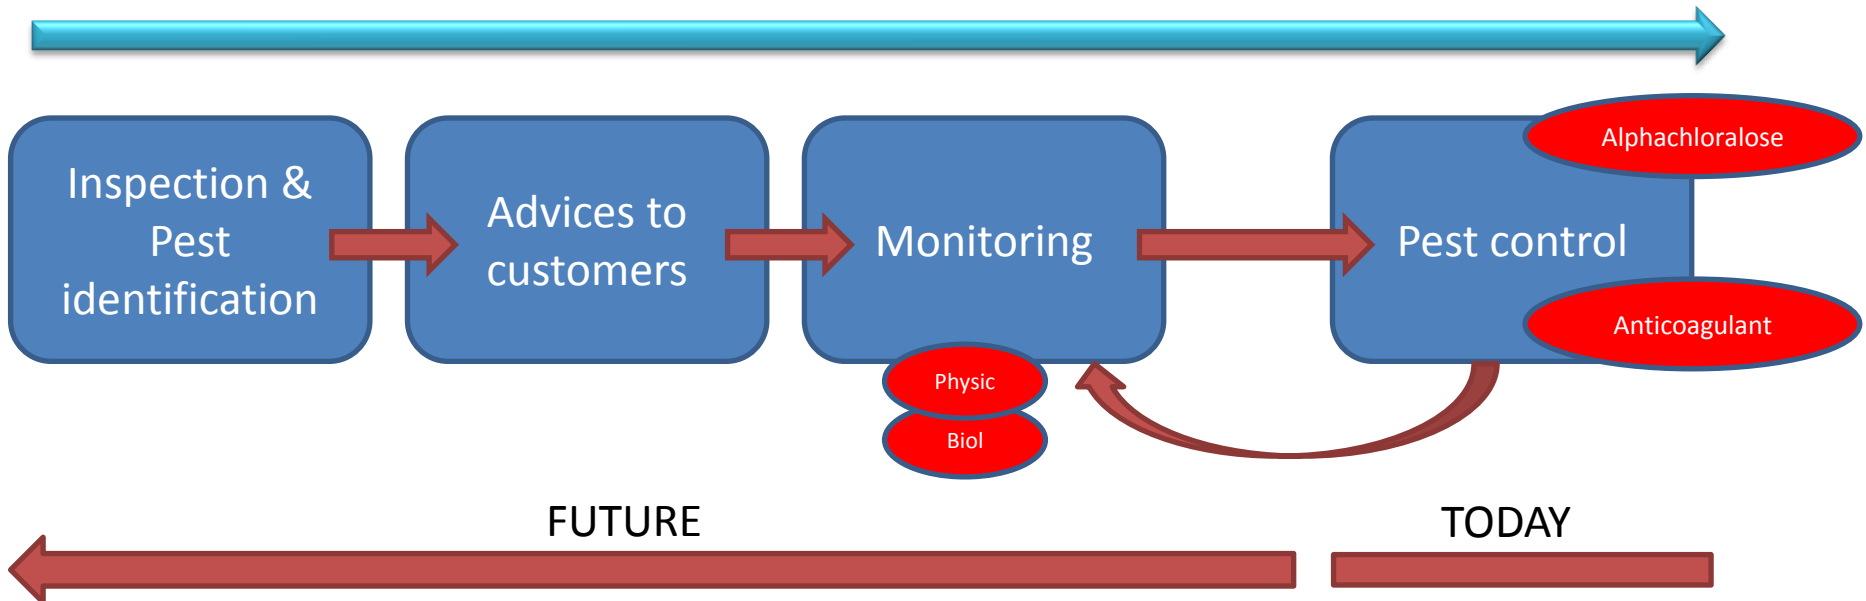 Inspection &
Pest
identification
Advices to
customers
Monitoring
Pest control
Alphachloralose
Anticoagulant
Physic
Biol
FUTURE
TODAY